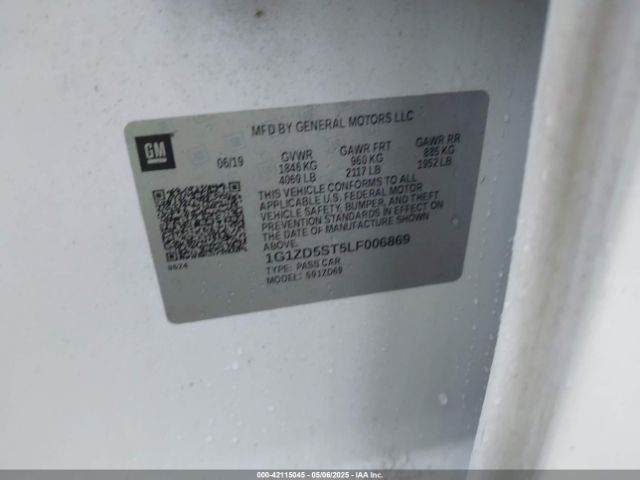 MFD BY GENERAL MOTORS LLC
GM
06/19 GVWR GAWR FRT GAWR RR
1846 KG 960 KG 885 KG
4069 LB 2117 LB 1952 LB
THIS VEHICLE CONFORMS TO ALL
APPLICABLE U.S. FEDERAL MOTOR
VEHICLE SAFETY, BUMPER, AND THEFT
PREVENTION STANDARDS IN EFFECT ON
THE DATE OF MANUFACTURE SHOWN
ABOVE.
1G1ZD5ST5LF006869
TYPE: PASS CAR
MODEL: S91ZD69
000-42115045 - 05/06/2025 - IAAI.COM